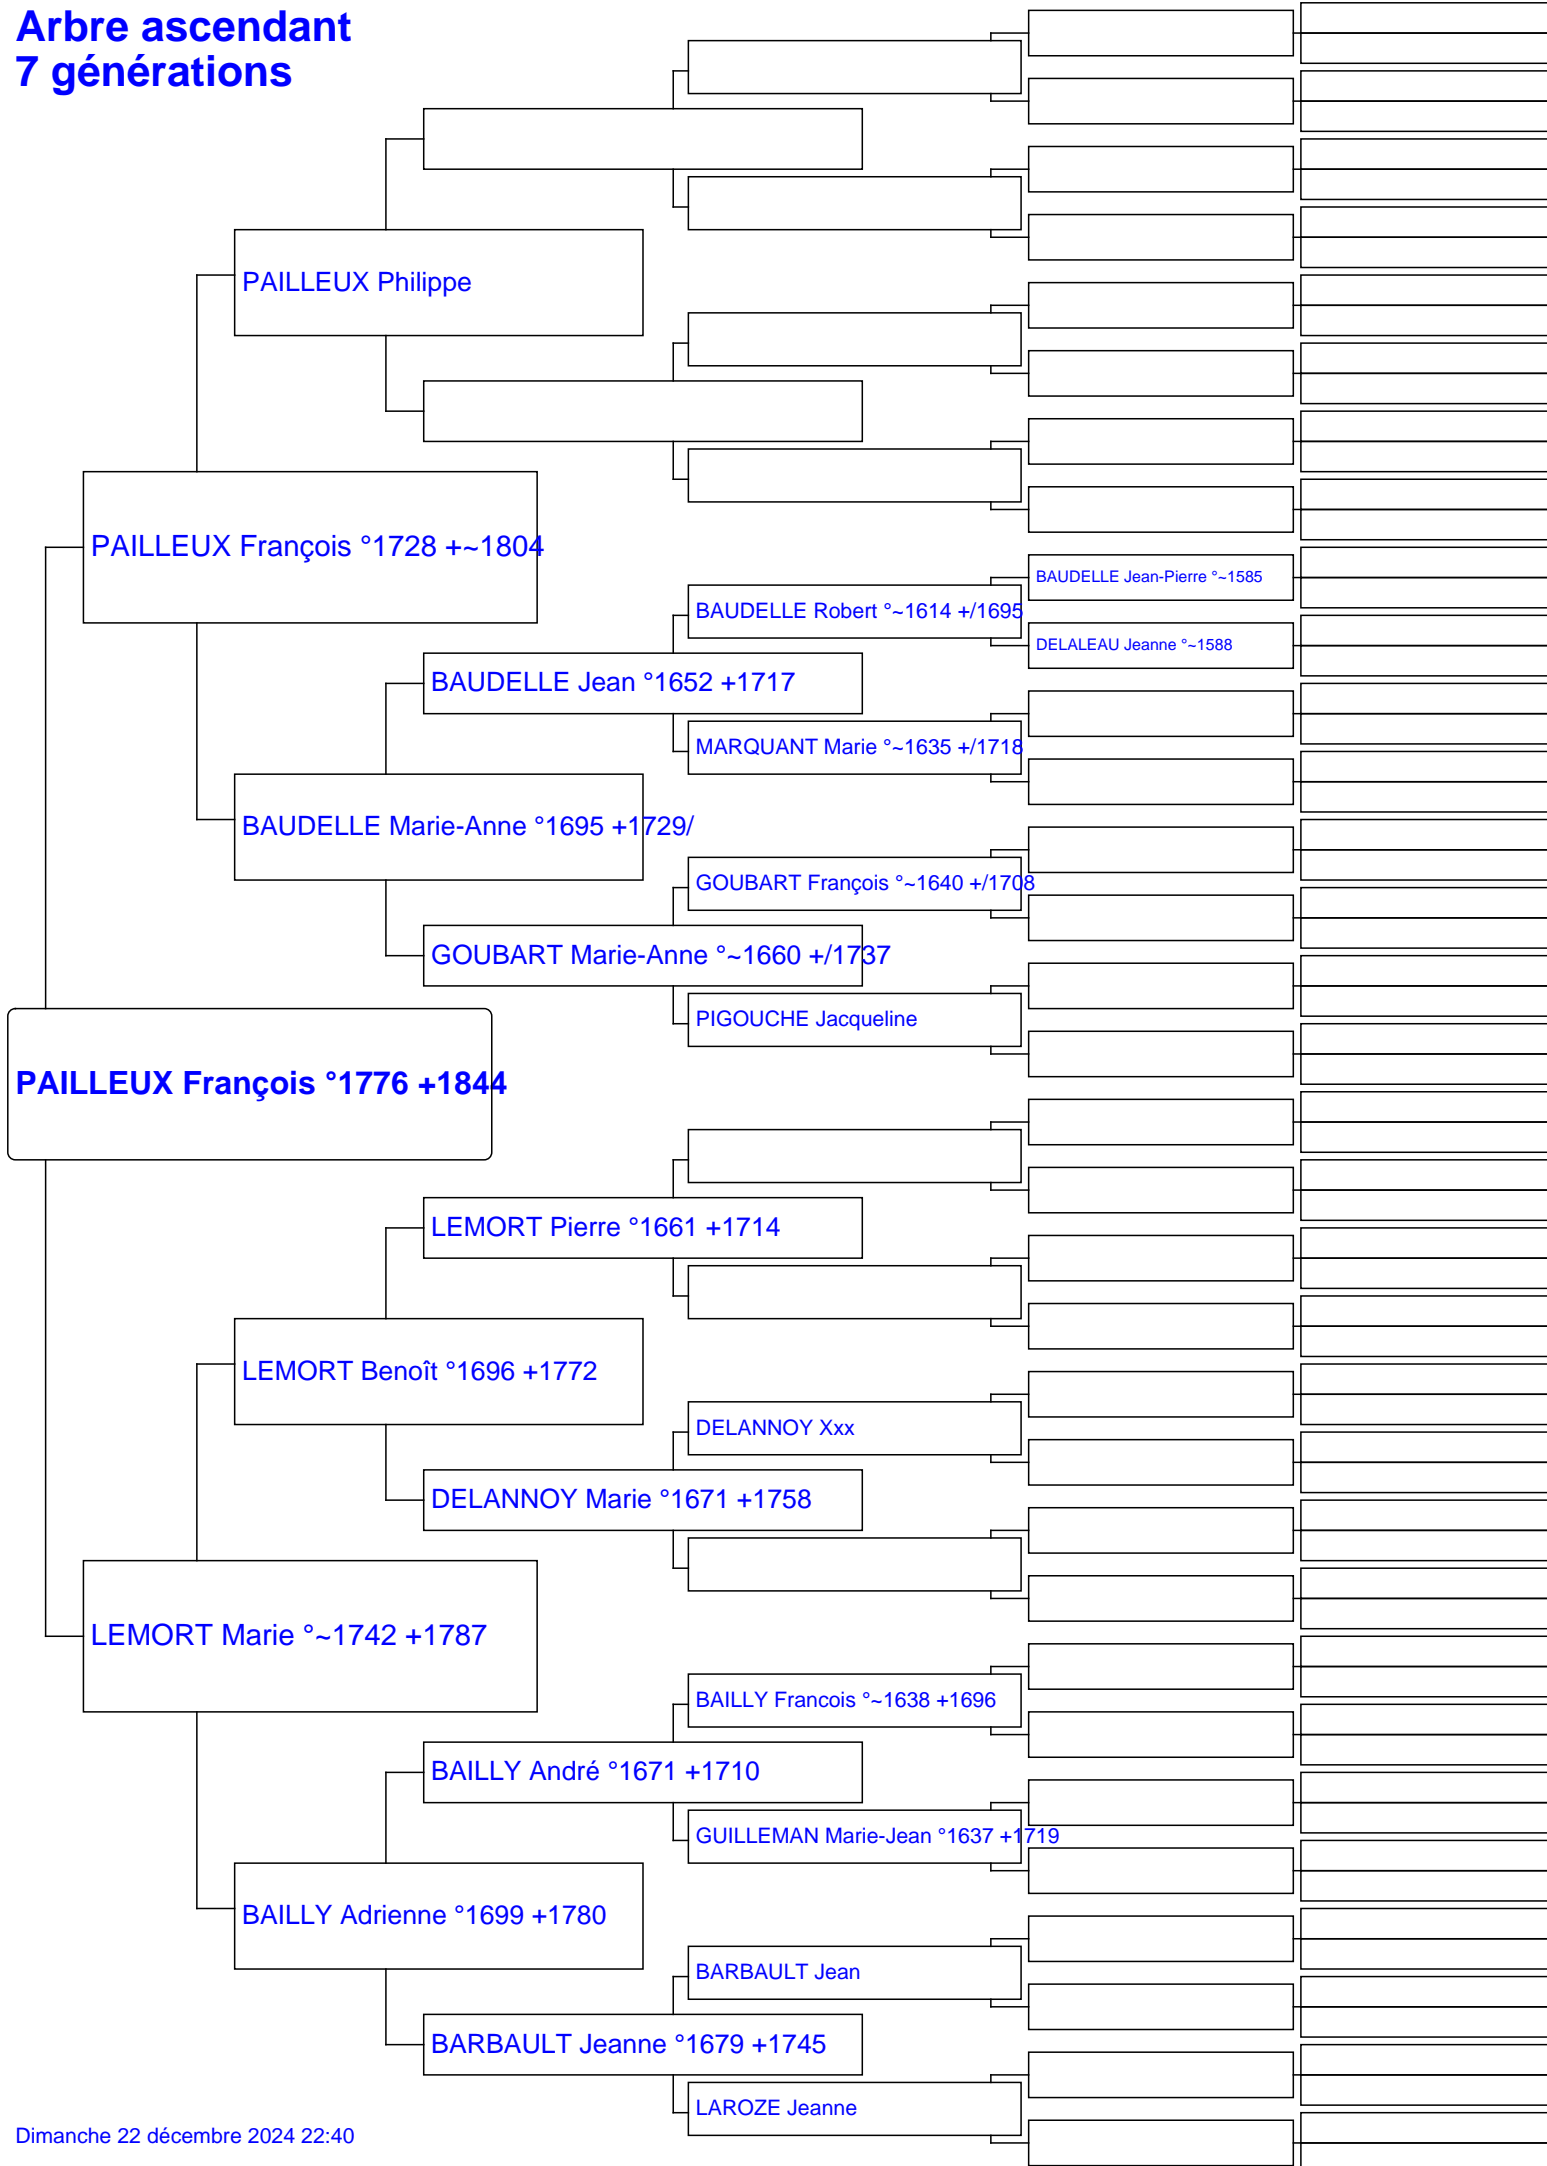 Arbre ascendant
7 générations
PAILLEUX Philippe
PAILLEUX François °1728 +~1804
BAUDELLE Jean-Pierre °~1585
BAUDELLE Robert °~1614 +/1695
DELALEAU Jeanne °~1588
BAUDELLE Jean °1652 +1717
MARQUANT Marie °~1635 +/1718
BAUDELLE Marie-Anne °1695 +1729/
GOUBART François °~1640 +/1708
GOUBART Marie-Anne °~1660 +/1737
PIGOUCHE Jacqueline
PAILLEUX François °1776 +1844
LEMORT Pierre °1661 +1714
LEMORT Benoît °1696 +1772
DELANNOY Xxx
DELANNOY Marie °1671 +1758
LEMORT Marie °~1742 +1787
BAILLY Francois °~1638 +1696
BAILLY André °1671 +1710
GUILLEMAN Marie-Jean °1637 +1719
BAILLY Adrienne °1699 +1780
BARBAULT Jean
BARBAULT Jeanne °1679 +1745
LAROZE Jeanne
Dimanche 22 décembre 2024 22:40